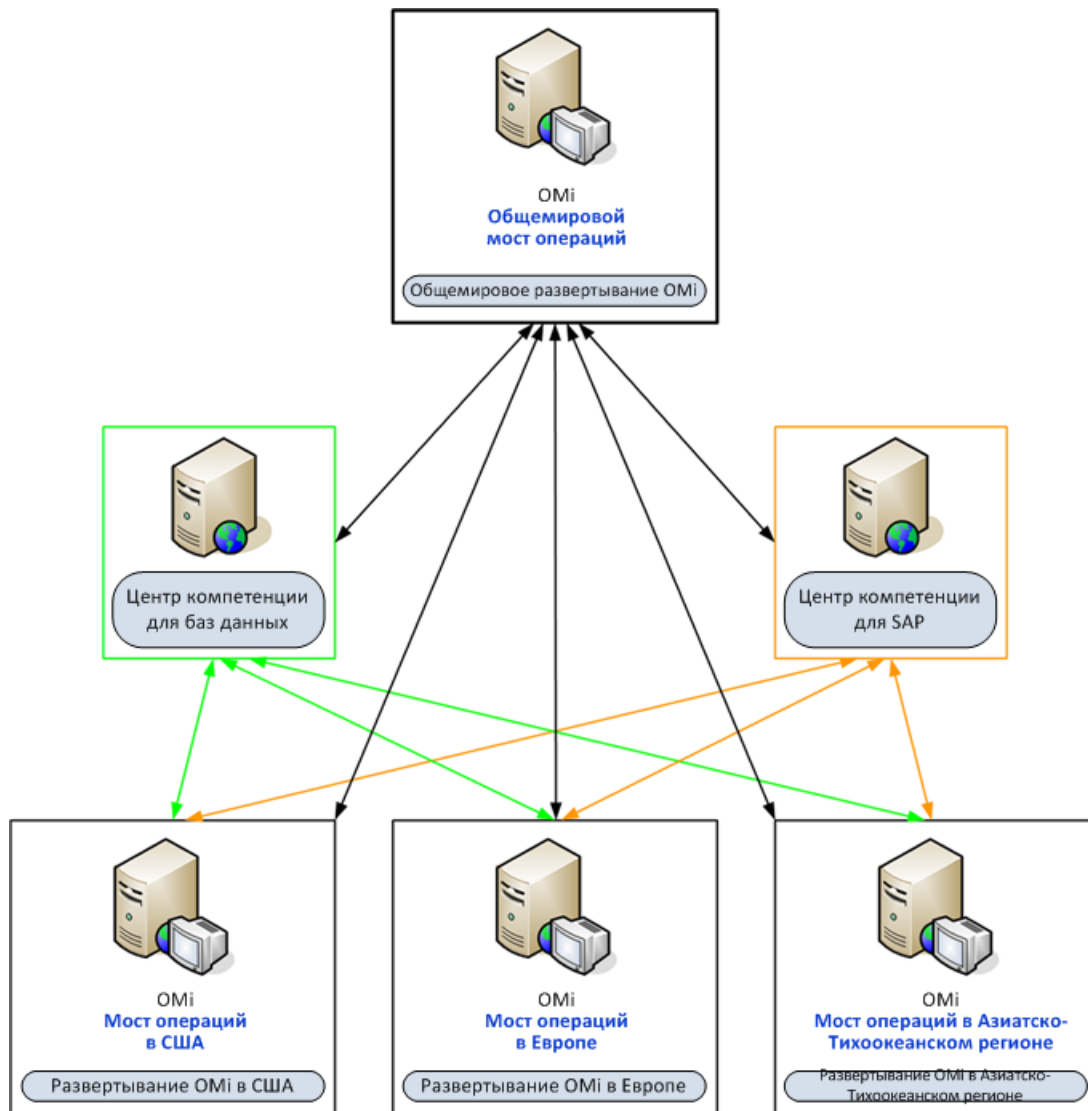 OMi
Общемировой
мост операций
Общемировое развертывание OMi
Центр компетенции
для баз данных
Центр компетенции
для SAP
OMi
Мост операций
в США
Развертывание OMi в США
OMi
Мост операций
в Европе
Развертывание OMi в Европе
OMi
Мост операций в Азиатско-
Тихоокеанском регионе
Развертывание OMi в Азиатско-
Тихоокеанском регионе